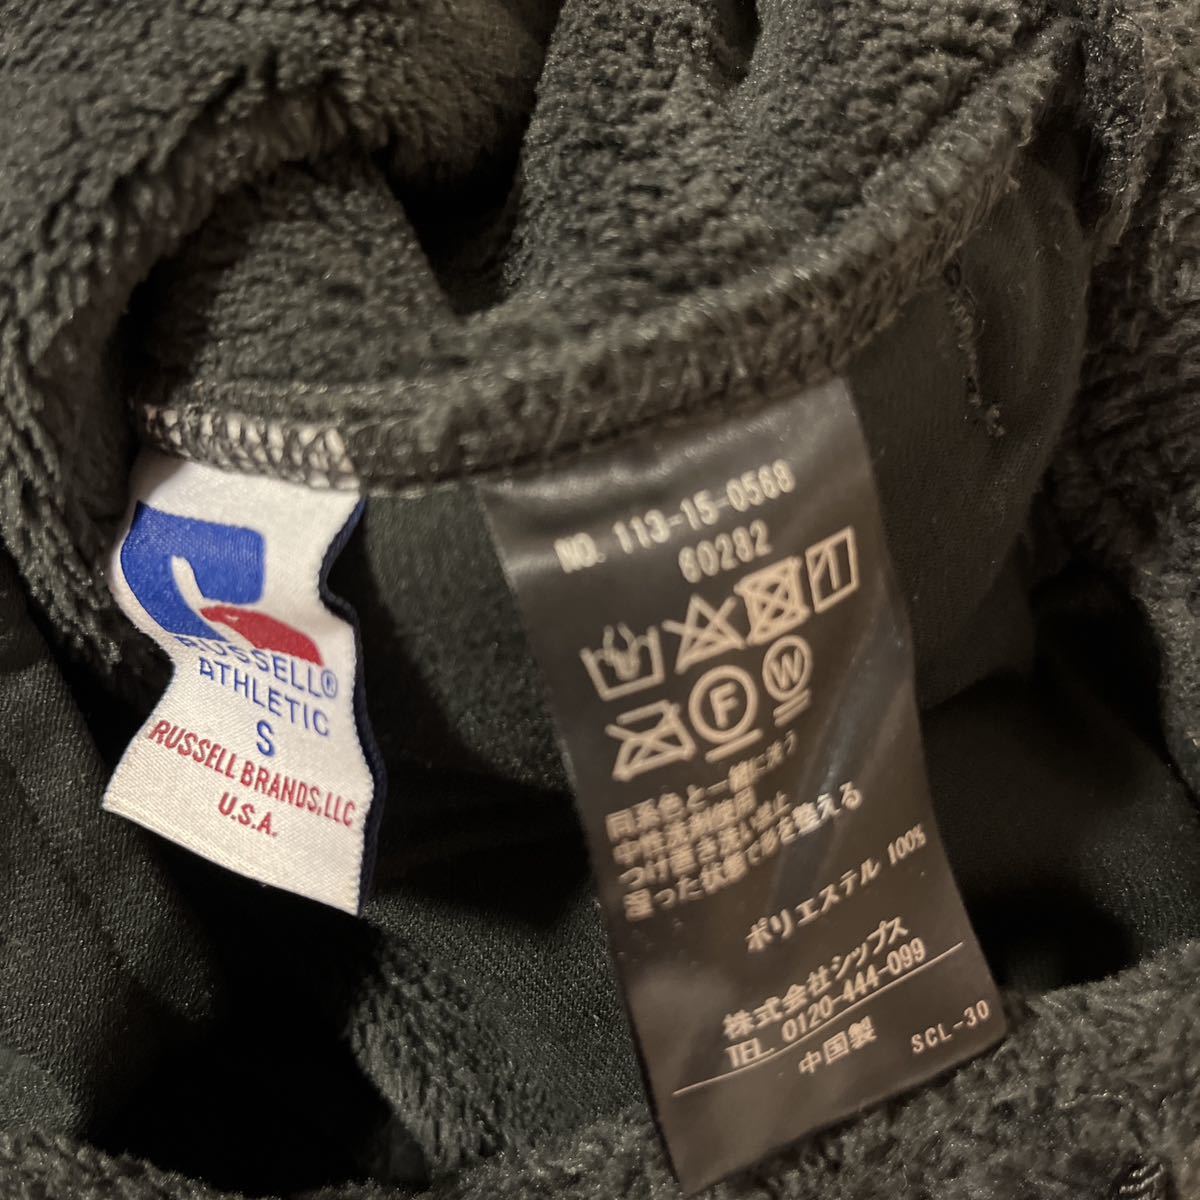 RUSSELL®
ATHLETIC
S
RUSSELL BRANDS, LLC
U.S.A.
NO. 113-15-0568
60282
F
W
同系色と一緒に洗う
中性洗剤使用
つけ置き洗い禁止
湿った状態で形を整える
ポリエステル 100%
株式会社シップス
TEL. 0120-444-099
中国製
SCL-30